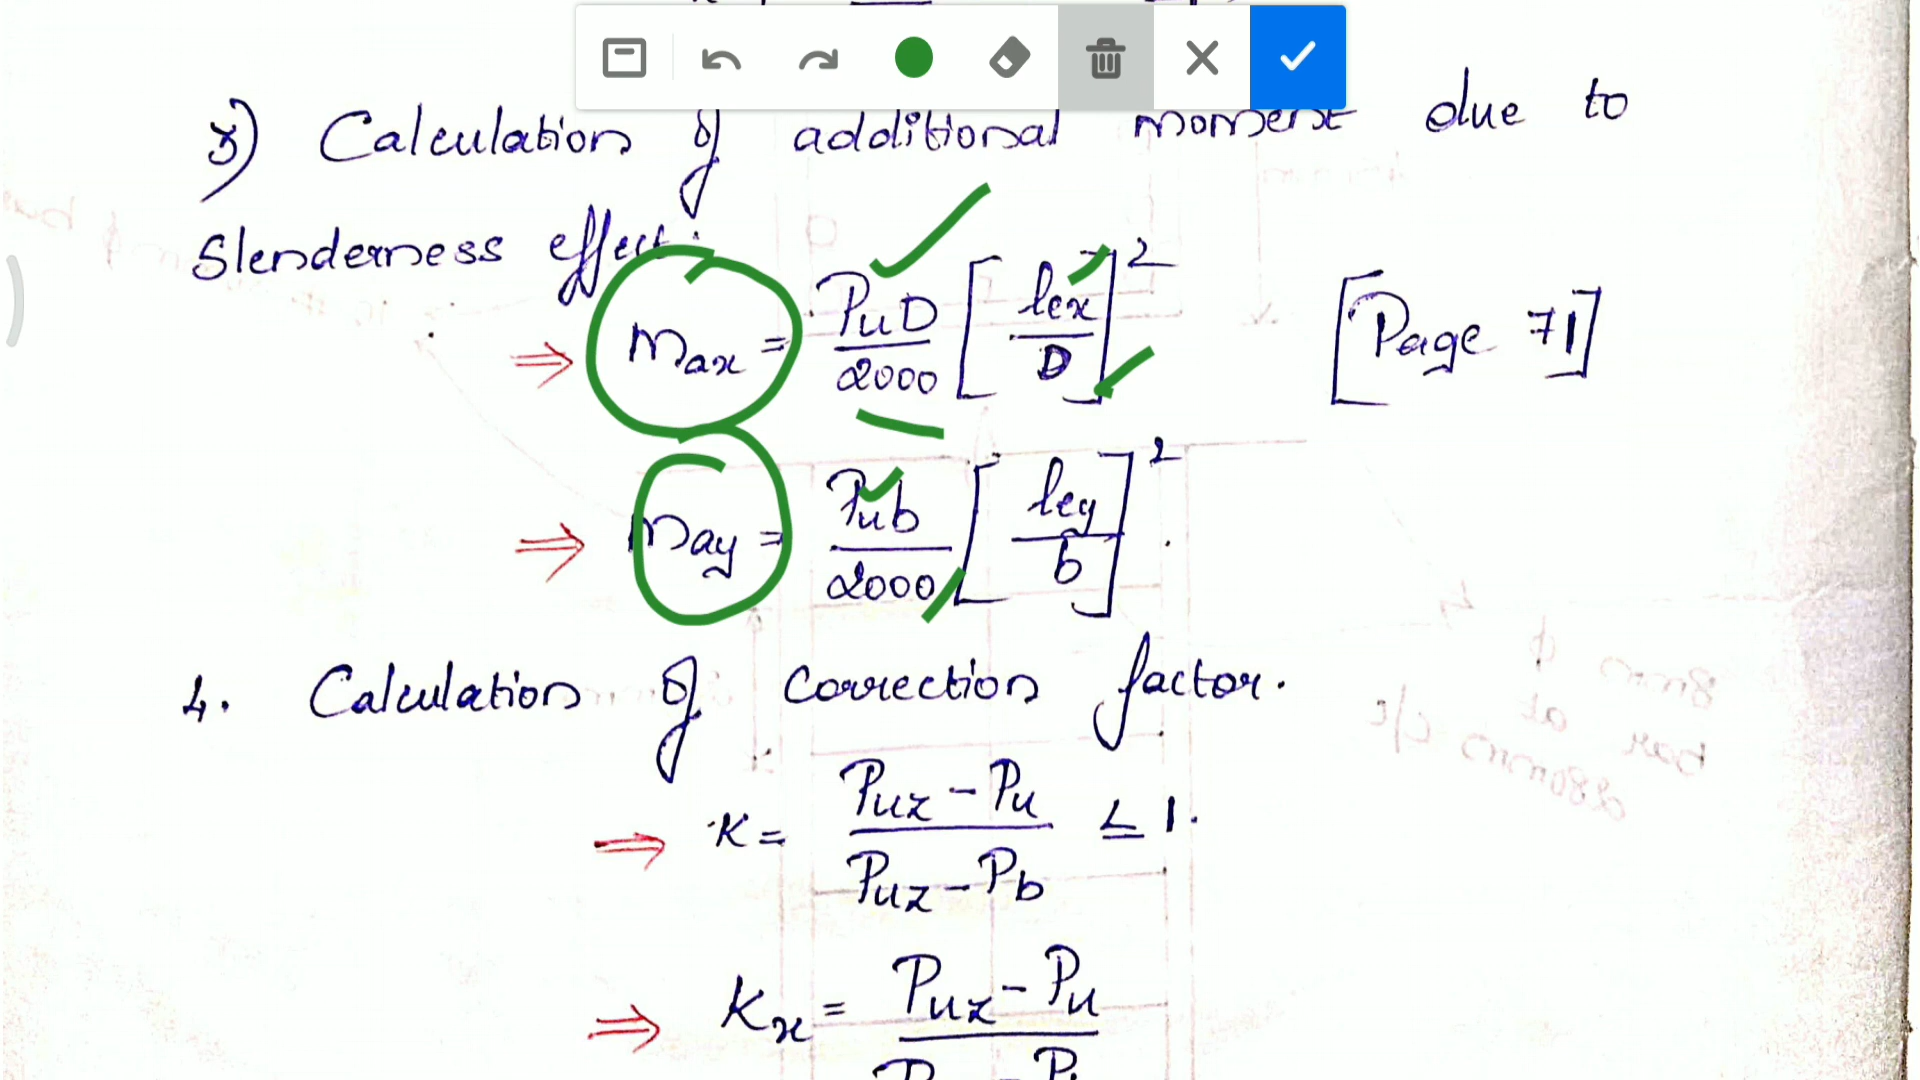 3) Calculation of additional moment due to
Slenderness effect:
⇒ Max = PuD/2000 [lex/D]² [Page 71]
⇒ May = Pub/2000 [ley/b]².
4. Calculation of correction factor.
⇒ K = Puz - Pu / Puz - Pb ≤ 1.
⇒ Kx = Puz - Pu